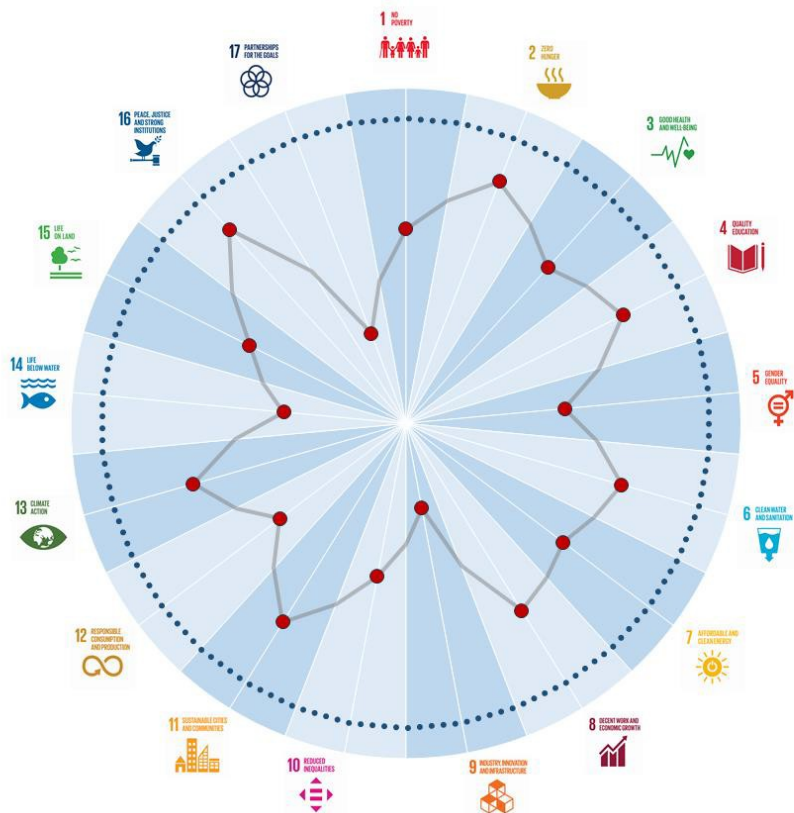 1 NO
POVERTY
2 ZERO
HUNGER
3 GOOD HEALTH
AND WELL-BEING
4 QUALITY
EDUCATION
5 GENDER
EQUALITY
6 CLEAN WATER
AND SANITATION
7 AFFORDABLE AND
CLEAN ENERGY
8 DECENT WORK AND
ECONOMIC GROWTH
9 INDUSTRY, INNOVATION
AND INFRASTRUCTURE
10 REDUCED
INEQUALITIES
11 SUSTAINABLE CITIES
AND COMMUNITIES
12 RESPONSIBLE
CONSUMPTION
AND PRODUCTION
13 CLIMATE
ACTION
14 LIFE
BELOW WATER
15 LIFE
ON LAND
16 PEACE, JUSTICE
AND STRONG
INSTITUTIONS
17 PARTNERSHIPS
FOR THE GOALS